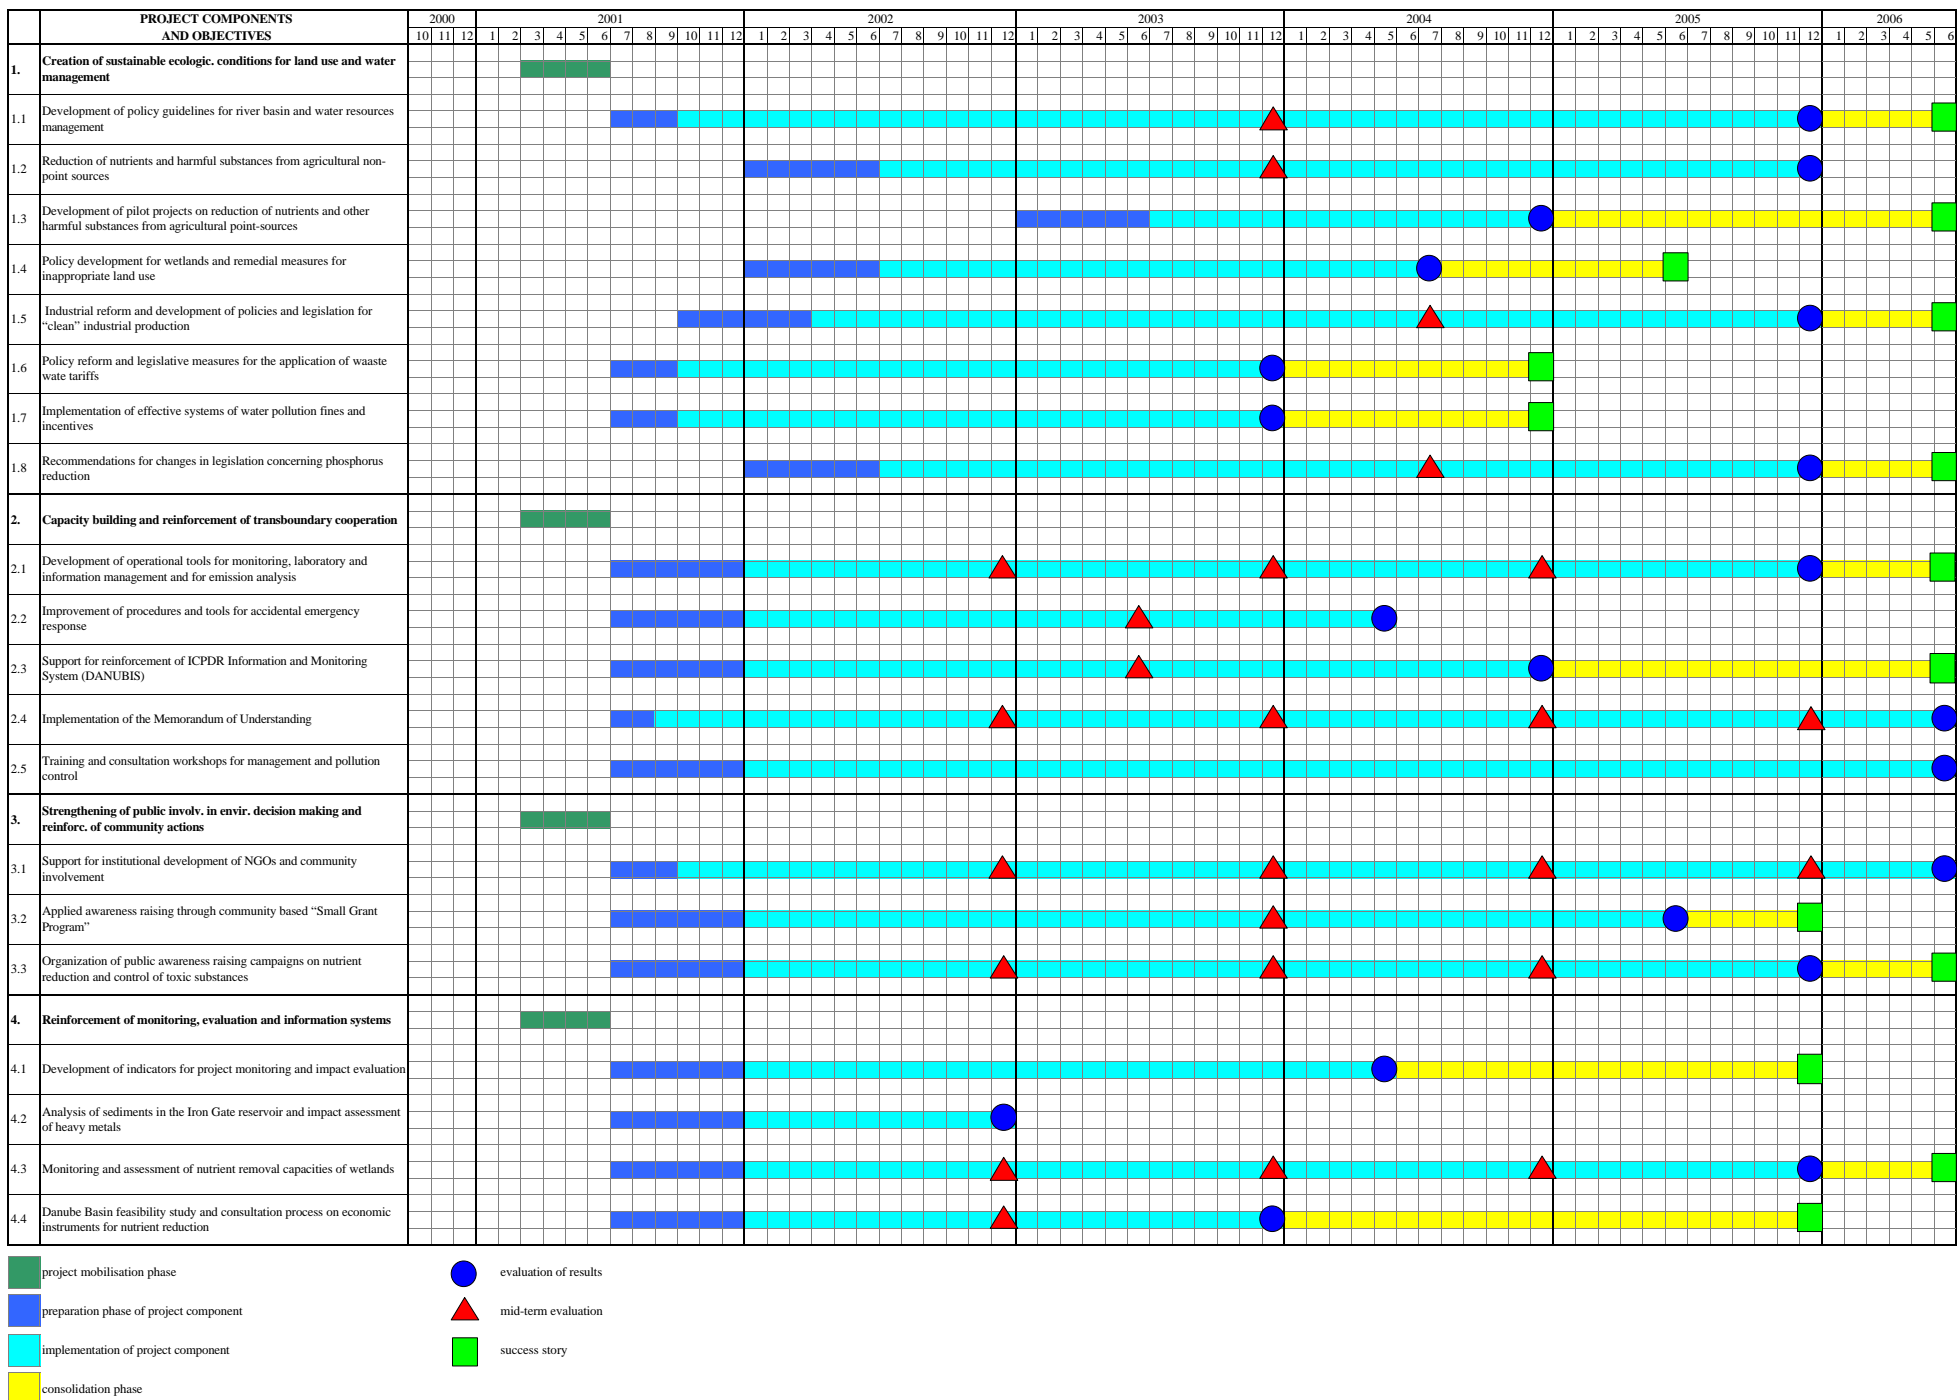 PROJECT COMPONENTS
AND OBJECTIVES
2000 2001 2002 2003 2004 2005 2006
10 11 12 1 2 3 4 5 6 7 8 9 10 11 12 1 2 3 4 5 6 7 8 9 10 11 12 1 2 3 4 5 6 7 8 9 10 11 12 1 2 3 4 5 6 7 8 9 10 11 12 1 2 3 4 5 6 7 8 9 10 11 12 1 2 3 4 5 6
1. Creation of sustainable ecologic. conditions for land use and water
management
1.1 Development of policy guidelines for river basin and water resources
management
1.2 Reduction of nutrients and harmful substances from agricultural non-
point sources
1.3 Development of pilot projects on reduction of nutrients and other
harmful substances from agricultural point-sources
1.4 Policy development for wetlands and remedial measures for
inappropriate land use
1.5 Industrial reform and development of policies and legislation for
“clean” industrial production
1.6 Policy reform and legislative measures for the application of waaste
wate tariffs
1.7 Implementation of effective systems of water pollution fines and
incentives
1.8 Recommendations for changes in legislation concerning phosphorus
reduction
2. Capacity building and reinforcement of transboundary cooperation
2.1 Development of operational tools for monitoring, laboratory and
information management and for emission analysis
2.2 Improvement of procedures and tools for accidental emergency
response
2.3 Support for reinforcement of ICPDR Information and Monitoring
System (DANUBIS)
2.4 Implementation of the Memorandum of Understanding
2.5 Training and consultation workshops for management and pollution
control
3. Strengthening of public involv. in envir. decision making and
reinforc. of community actions
3.1 Support for institutional development of NGOs and community
involvement
3.2 Applied awareness raising through community based “Small Grant
Program”
3.3 Organization of public awareness raising campaigns on nutrient
reduction and control of toxic substances
4. Reinforcement of monitoring, evaluation and information systems
4.1 Development of indicators for project monitoring and impact evaluation
4.2 Analysis of sediments in the Iron Gate reservoir and impact assessment
of heavy metals
4.3 Monitoring and assessment of nutrient removal capacities of wetlands
4.4 Danube Basin feasibility study and consultation process on economic
instruments for nutrient reduction
project mobilisation phase
preparation phase of project component
implementation of project component
consolidation phase
evaluation of results
mid-term evaluation
success story